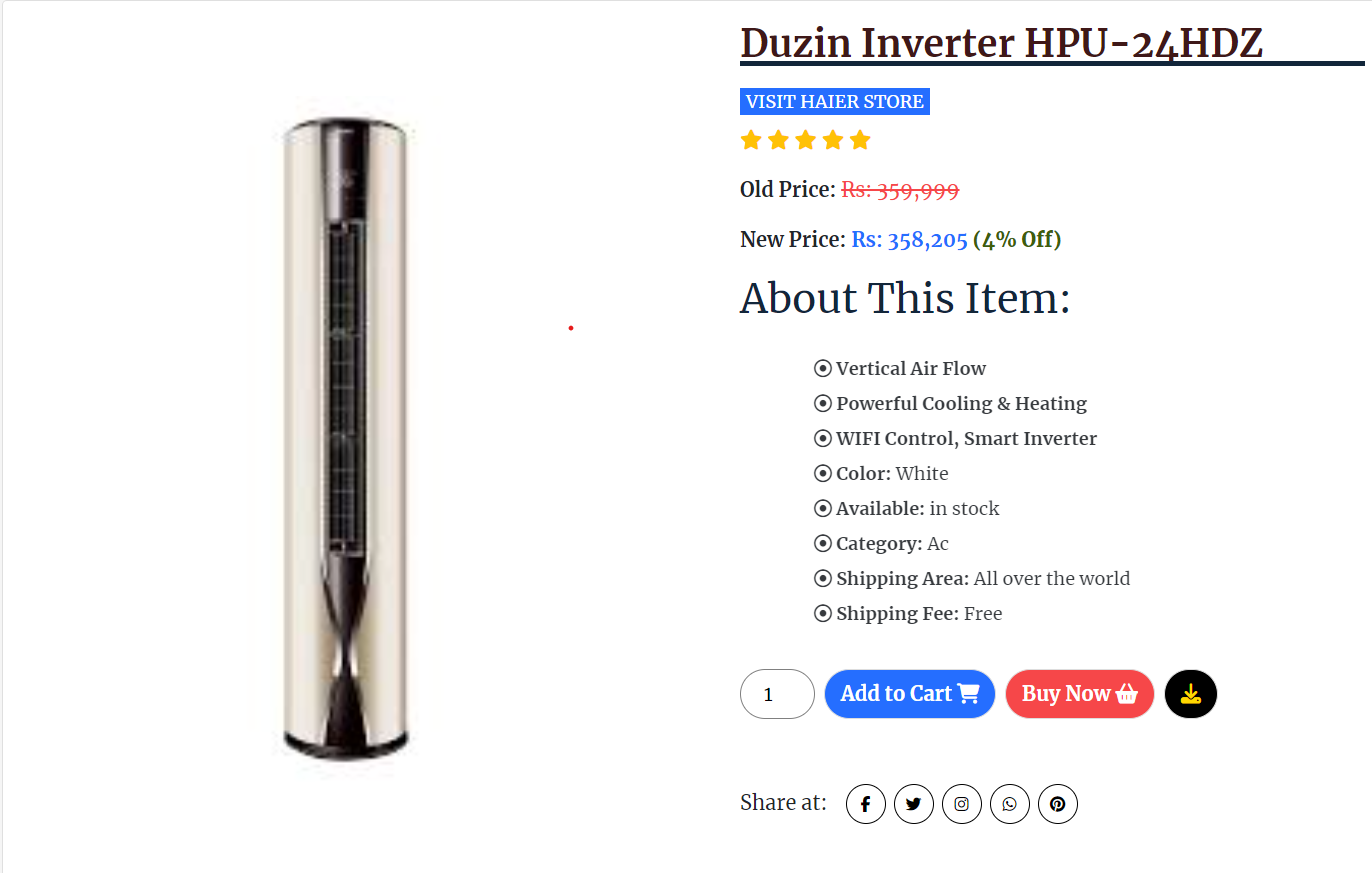 Duzin Inverter HPU-24HDZ
VISIT HAIER STORE
Old Price: Rs: 359,999
New Price: Rs: 358,205 (4% Off)
About This Item:
Vertical Air Flow
Powerful Cooling & Heating
WIFI Control, Smart Inverter
Color: White
Available: in stock
Category: Ac
Shipping Area: All over the world
Shipping Fee: Free
1 Add to Cart Buy Now
Share at: